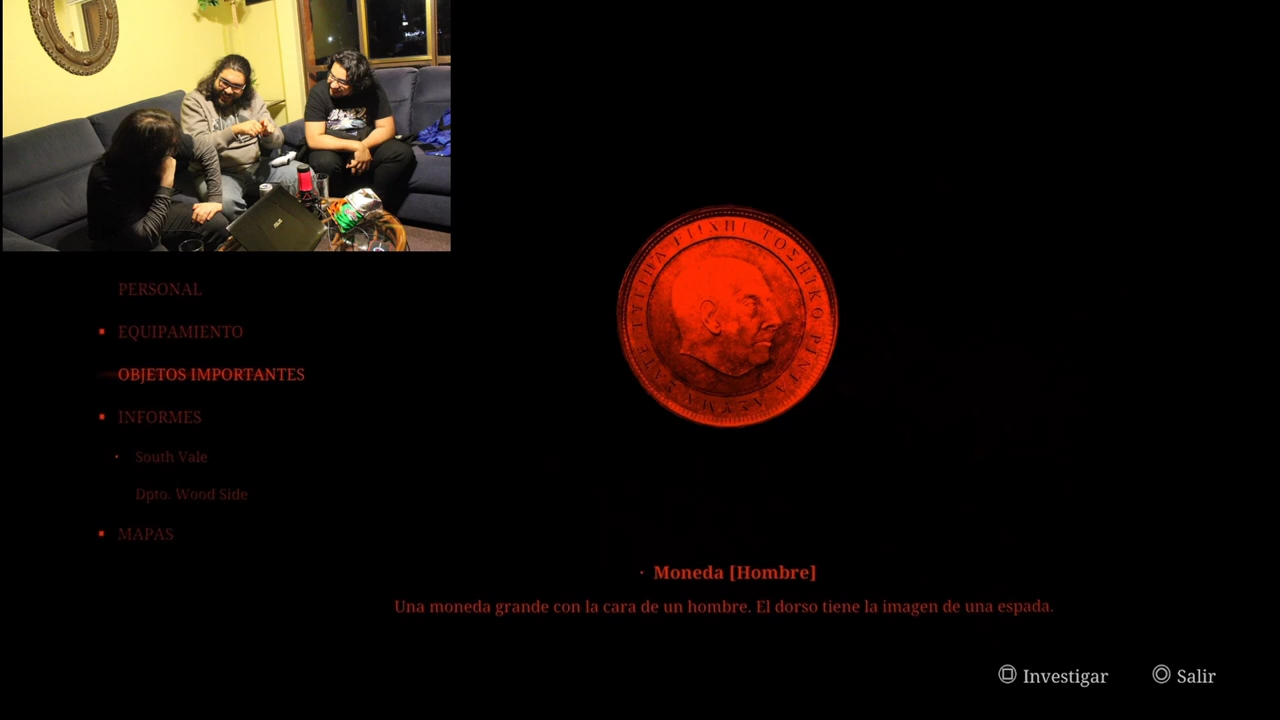 PERSONAL
EQUIPAMIENTO
OBJETOS IMPORTANTES
INFORMES
South Vale
Dpto. Wood Side
MAPAS
· Moneda [Hombre]
Una moneda grande con la cara de un hombre. El dorso tiene la imagen de una espada.
Investigar
Salir